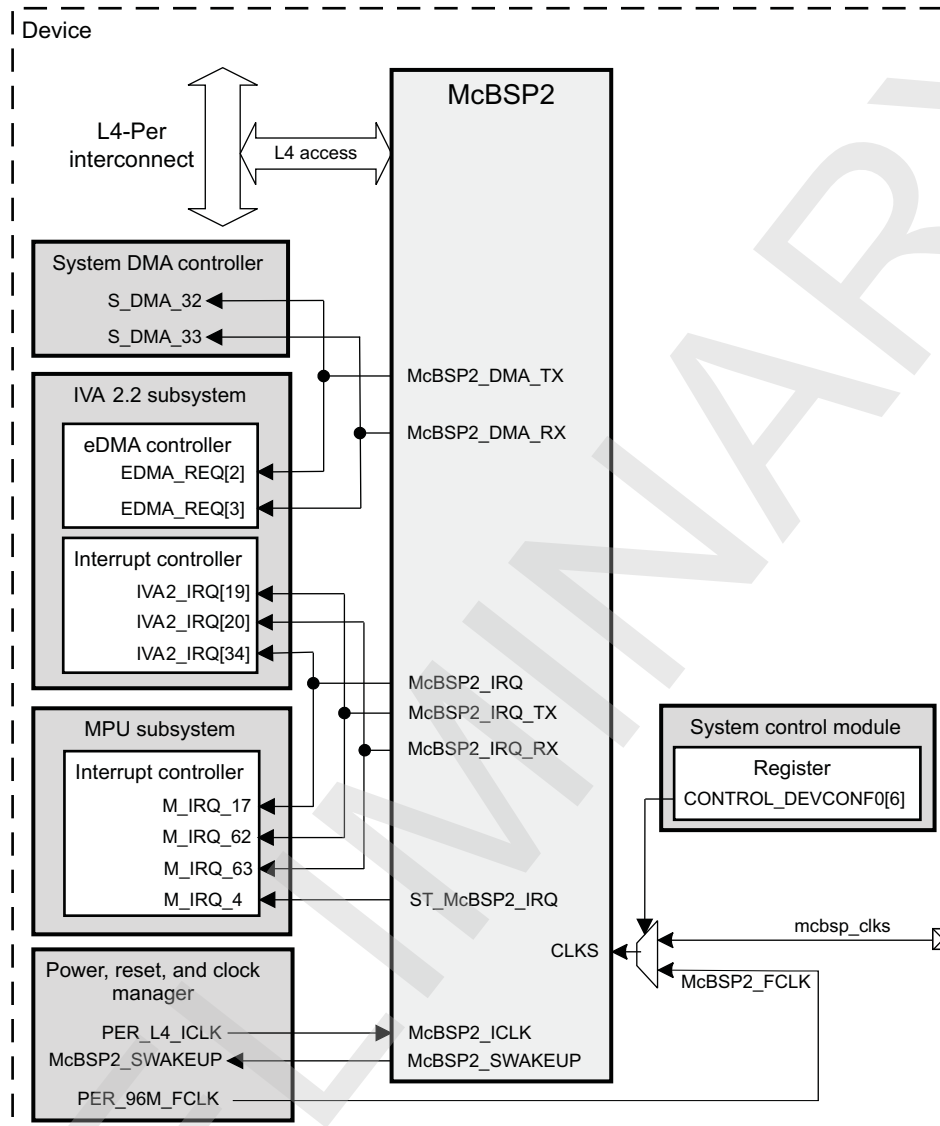 Device
McBSP2
L4-Per
interconnect
L4 access
System DMA controller
S_DMA_32
S_DMA_33
McBSP2_DMA_TX
McBSP2_DMA_RX
IVA 2.2 subsystem
eDMA controller
EDMA_REQ[2]
EDMA_REQ[3]
Interrupt controller
IVA2_IRQ[19]
IVA2_IRQ[20]
IVA2_IRQ[34]
McBSP2_IRQ
McBSP2_IRQ_TX
McBSP2_IRQ_RX
MPU subsystem
Interrupt controller
M_IRQ_17
M_IRQ_62
M_IRQ_63
M_IRQ_4
ST_McBSP2_IRQ
System control module
Register
CONTROL_DEVCONF0[6]
CLKS
mcbsp_clks
McBSP2_FCLK
Power, reset, and clock
manager
PER_L4_ICLK
McBSP2_SWAKEUP
PER_96M_FCLK
McBSP2_ICLK
McBSP2_SWAKEUP
ELIMINARY